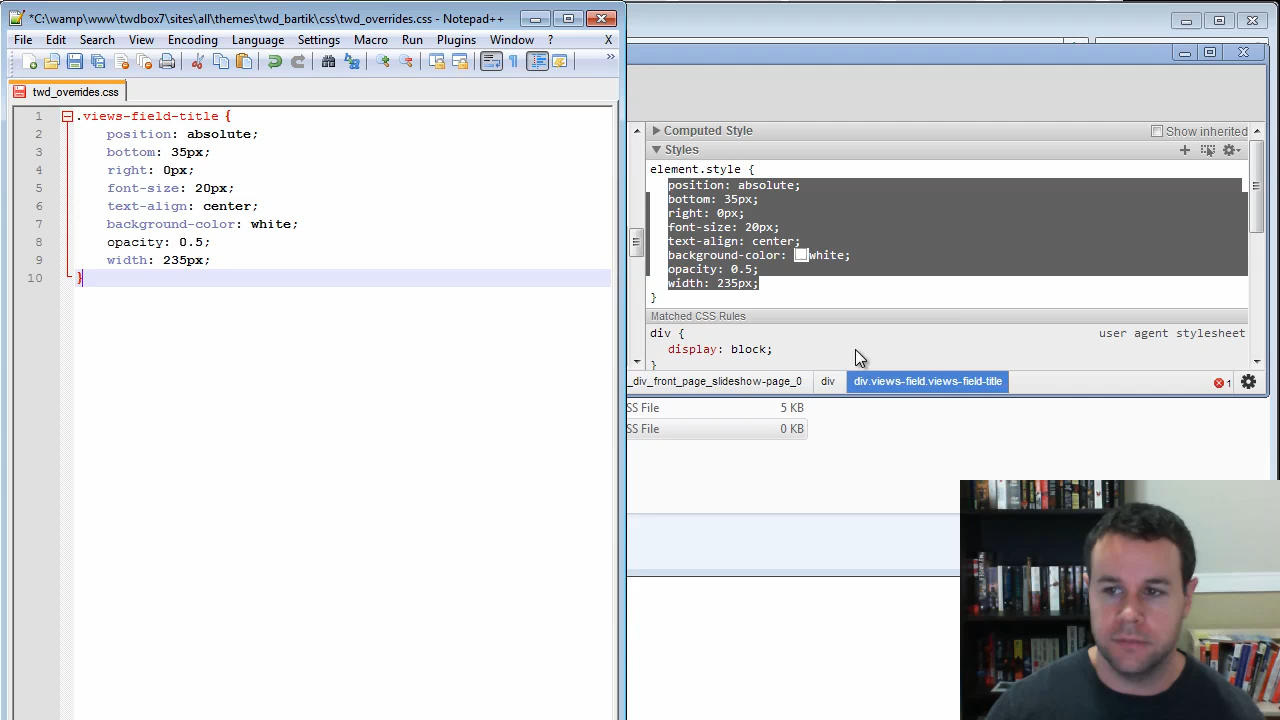 *C:\wamp\www\twdbox7\sites\all\themes\twd_bartik\css\twd_overrides.css - Notepad++
File Edit Search View Encoding Language Settings Macro Run Plugins Window ? X
twd_overrides.css
1 .views-field-title {
2 position: absolute;
3 bottom: 35px;
4 right: 0px;
5 font-size: 20px;
6 text-align: center;
7 background-color: white;
8 opacity: 0.5;
9 width: 235px;
10 }
Computed Style
Show inherited
Styles
element.style {
position: absolute;
bottom: 35px;
right: 0px;
font-size: 20px;
text-align: center;
background-color: white;
opacity: 0.5;
width: 235px;
}
Matched CSS Rules
div {
user agent stylesheet
display: block;
}
_div_front_page_slideshow-page_0 div div.views-field.views-field-title 1
SS File 5 KB
SS File 0 KB